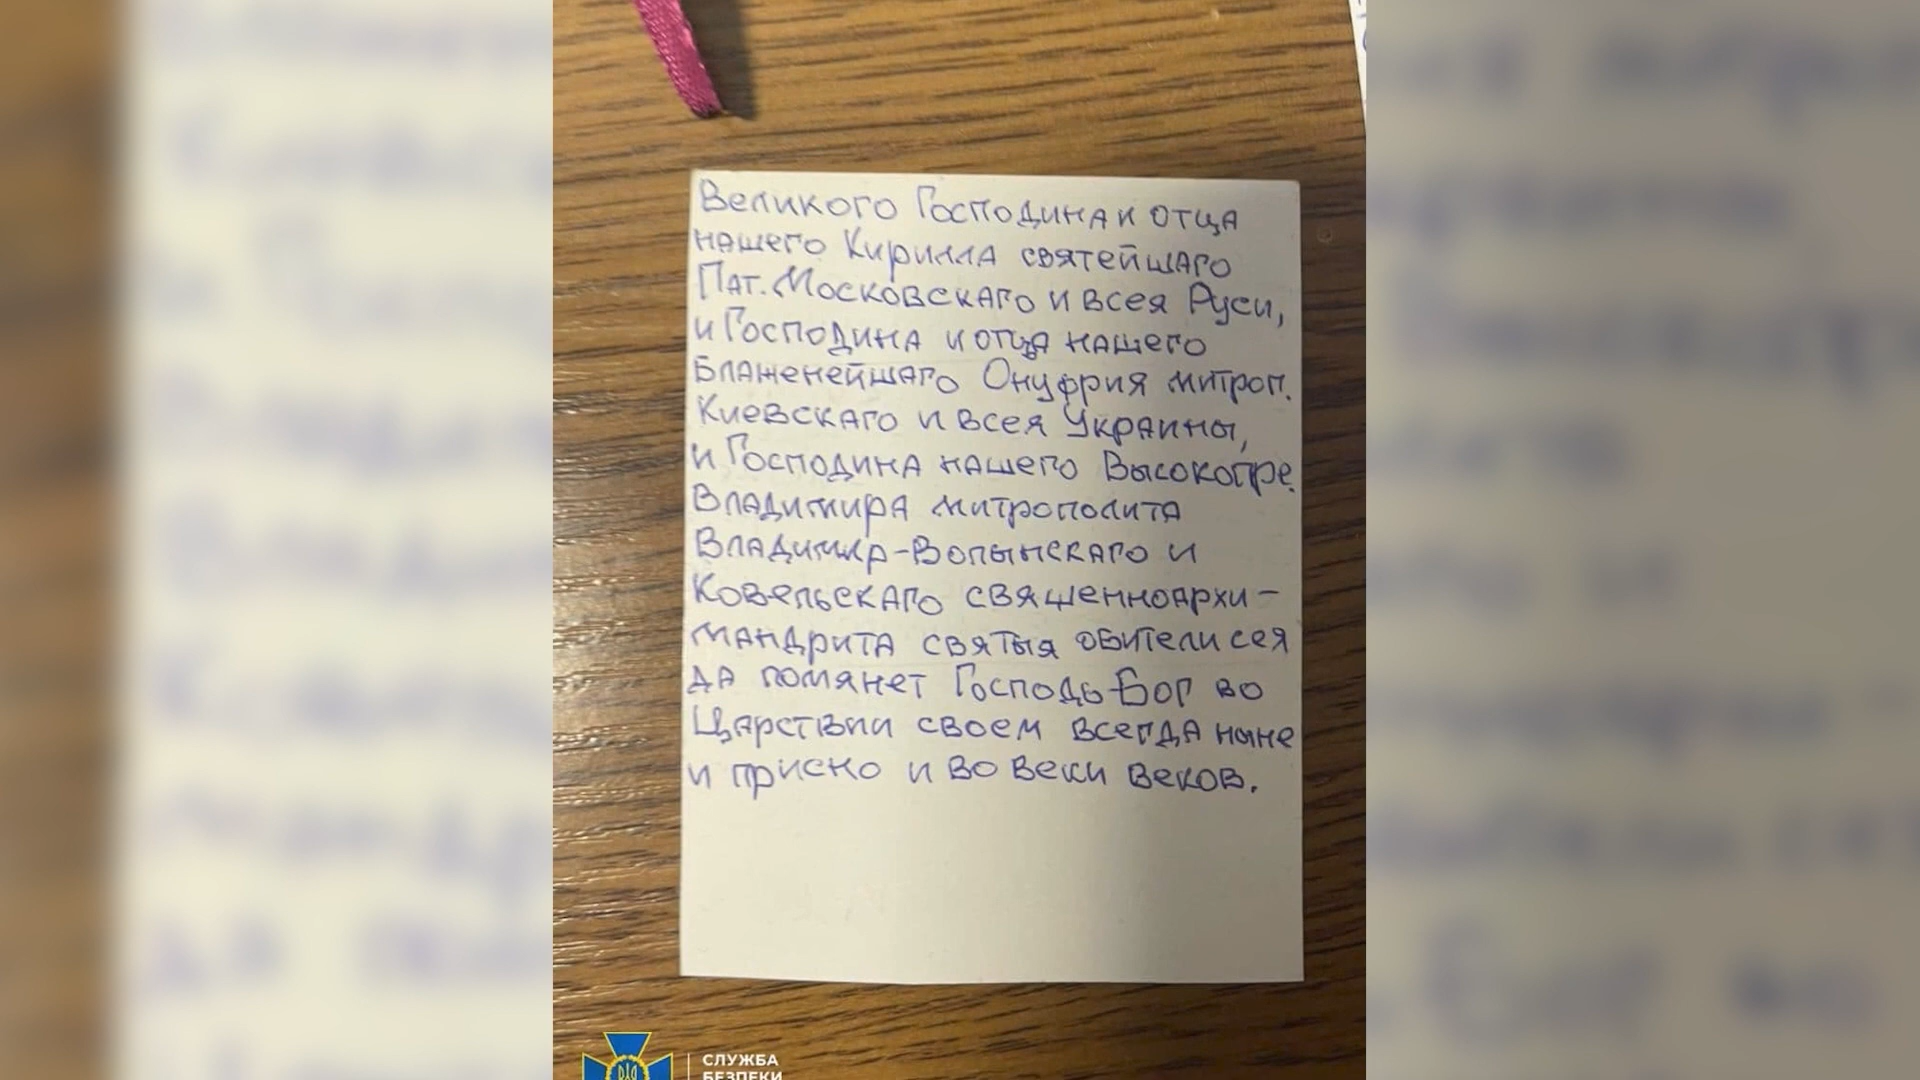 Великого Господина и отца
нашего Кирилла святейшаго
Пат. Московскаго и всея Руси,
и Господина и отца нашего
Блаженейшаго Онуфрия митроп.
Киевскаго и всея Украины,
и Господина нашего Высокопре.
Владимира митрополита
Владимир-Волынскаго и
Ковельскаго священноархи-
мандрита святыя обители сея
да помянет Господь Бог во
Царствии своем всегда ныне
и присно и во веки веков.
СЛУЖБА
БЕЗПЕКИ